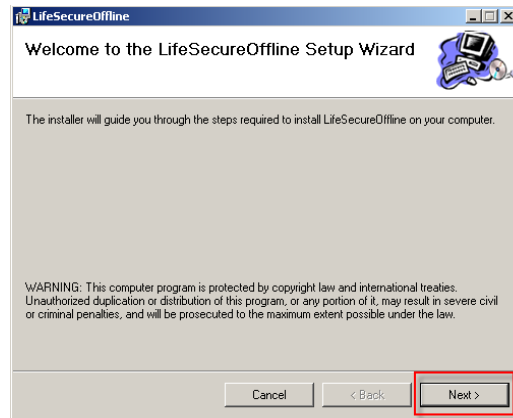 LifeSecureOffline
Welcome to the LifeSecureOffline Setup Wizard
The installer will guide you through the steps required to install LifeSecureOffline on your computer.
WARNING: This computer program is protected by copyright law and international treaties.
Unauthorized duplication or distribution of this program, or any portion of it, may result in severe civil
or criminal penalties, and will be prosecuted to the maximum extent possible under the law.
Cancel
< Back
Next >